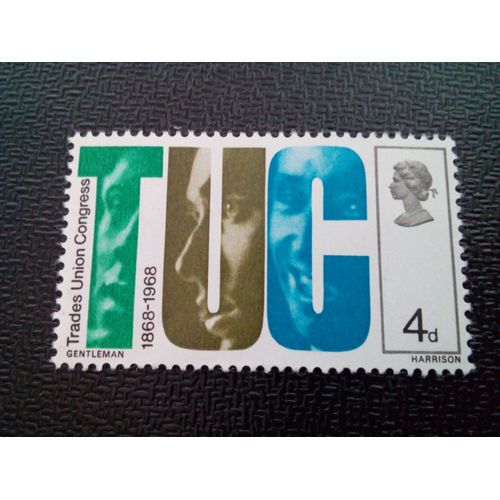 Trades Union Congress
1868-1968
TUC
4d
GENTLEMAN
HARRISON